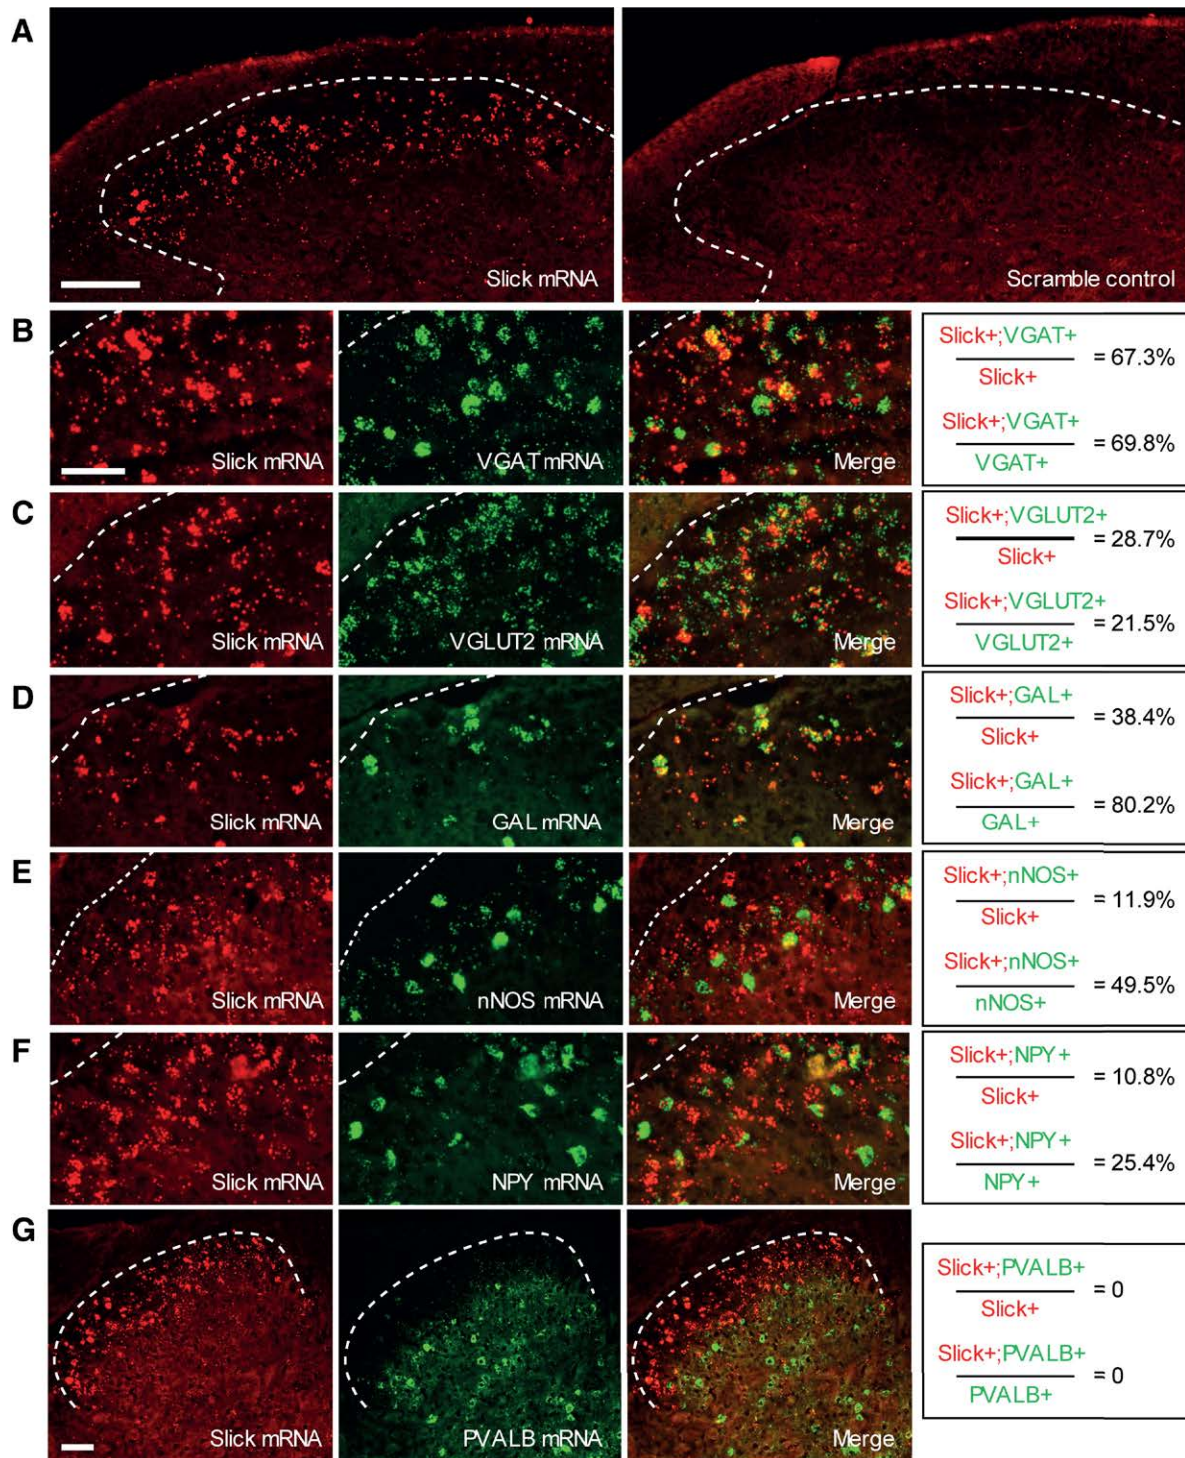 A
Slick mRNA
Scramble control
B
Slick mRNA
VGAT mRNA
Merge
Slick+;VGAT+
Slick+
= 67.3%
Slick+;VGAT+
VGAT+
= 69.8%
C
Slick mRNA
VGLUT2 mRNA
Merge
Slick+;VGLUT2+
Slick+
= 28.7%
Slick+;VGLUT2+
VGLUT2+
= 21.5%
D
Slick mRNA
GAL mRNA
Merge
Slick+;GAL+
Slick+
= 38.4%
Slick+;GAL+
GAL+
= 80.2%
E
Slick mRNA
nNOS mRNA
Merge
Slick+;nNOS+
Slick+
= 11.9%
Slick+;nNOS+
nNOS+
= 49.5%
F
Slick mRNA
NPY mRNA
Merge
Slick+;NPY+
Slick+
= 10.8%
Slick+;NPY+
NPY+
= 25.4%
G
Slick mRNA
PVALB mRNA
Merge
Slick+;PVALB+
Slick+
= 0
Slick+;PVALB+
PVALB+
= 0